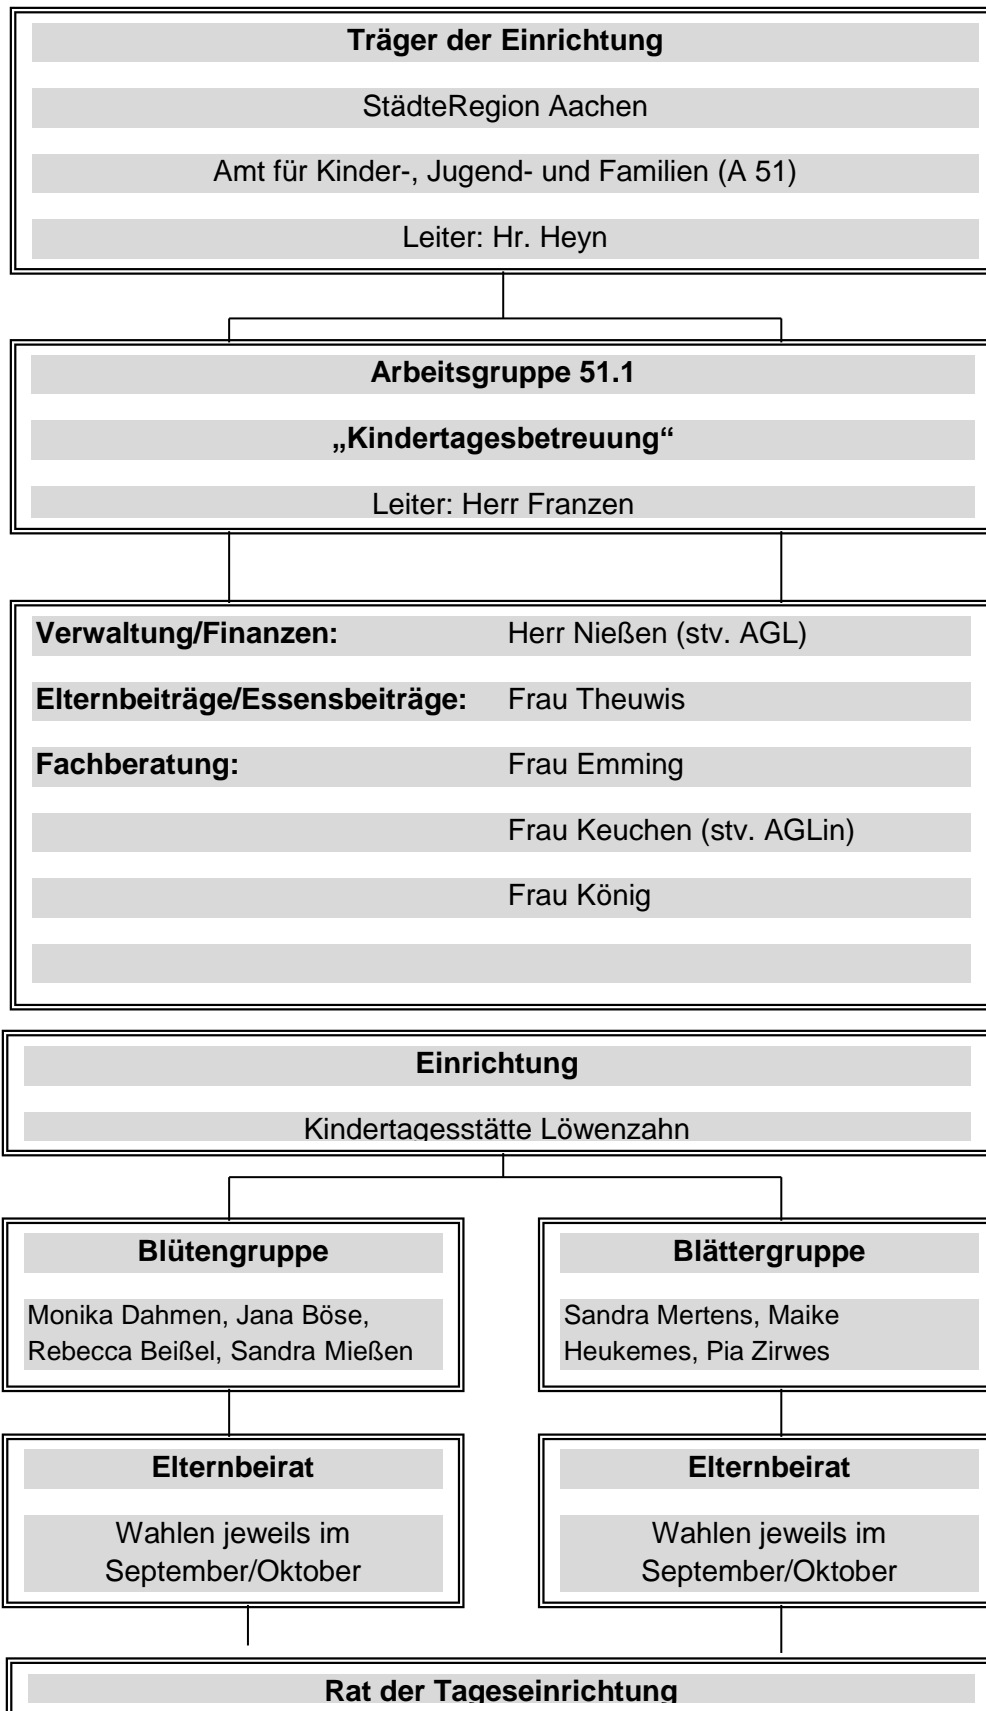 Träger der Einrichtung
StädteRegion Aachen
Amt für Kinder-, Jugend- und Familien (A 51)
Leiter: Hr. Heyn
Arbeitsgruppe 51.1
„Kindertagesbetreuung“
Leiter: Herr Franzen
Verwaltung/Finanzen: Herr Nießen (stv. AGL)
Elternbeiträge/Essensbeiträge: Frau Theuwis
Fachberatung: Frau Emming
Frau Keuchen (stv. AGLin)
Frau König
Einrichtung
Kindertagesstätte Löwenzahn
Blütengruppe
Monika Dahmen, Jana Böse,
Rebecca Beißel, Sandra Mießen
Blättergruppe
Sandra Mertens, Maike
Heukemes, Pia Zirwes
Elternbeirat
Wahlen jeweils im
September/Oktober
Elternbeirat
Wahlen jeweils im
September/Oktober
Rat der Tageseinrichtung